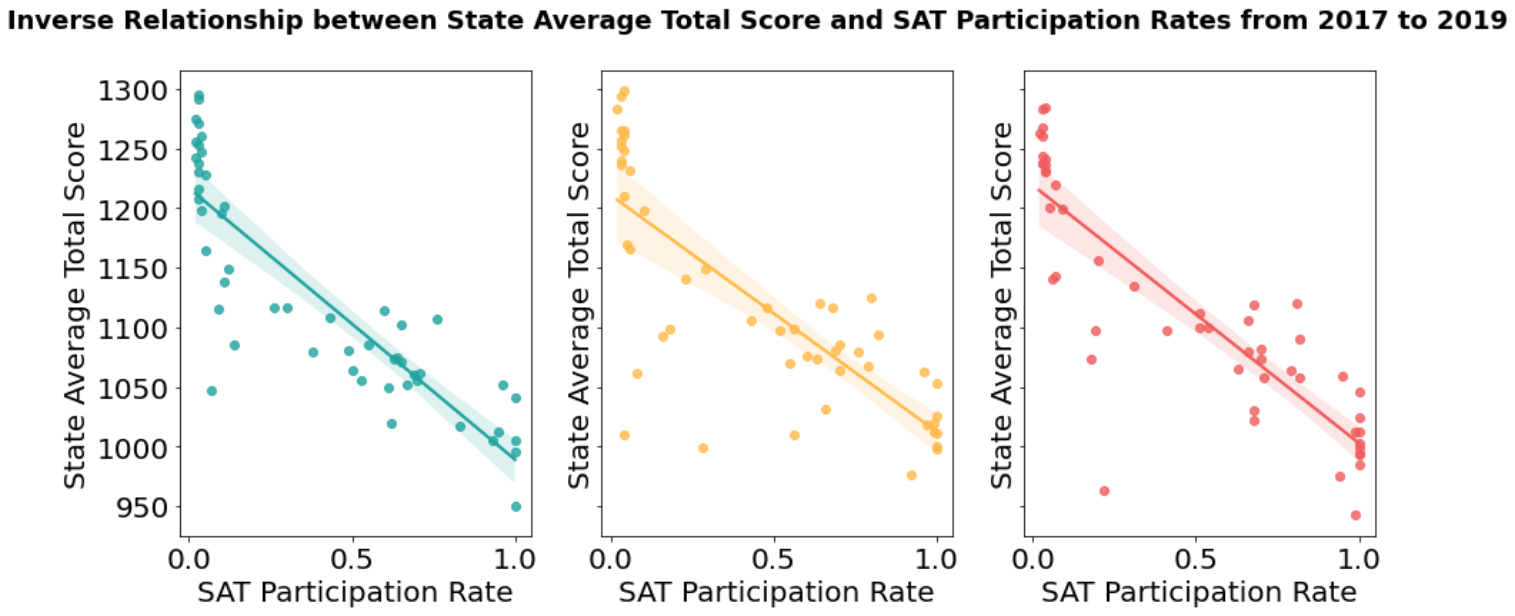 Inverse Relationship between State Average Total Score and SAT Participation Rates from 2017 to 2019
State Average Total Score
1300
1250
1200
1150
1100
1050
1000
950
0.0 0.5 1.0
SAT Participation Rate
State Average Total Score
0.0 0.5 1.0
SAT Participation Rate
State Average Total Score
0.0 0.5 1.0
SAT Participation Rate